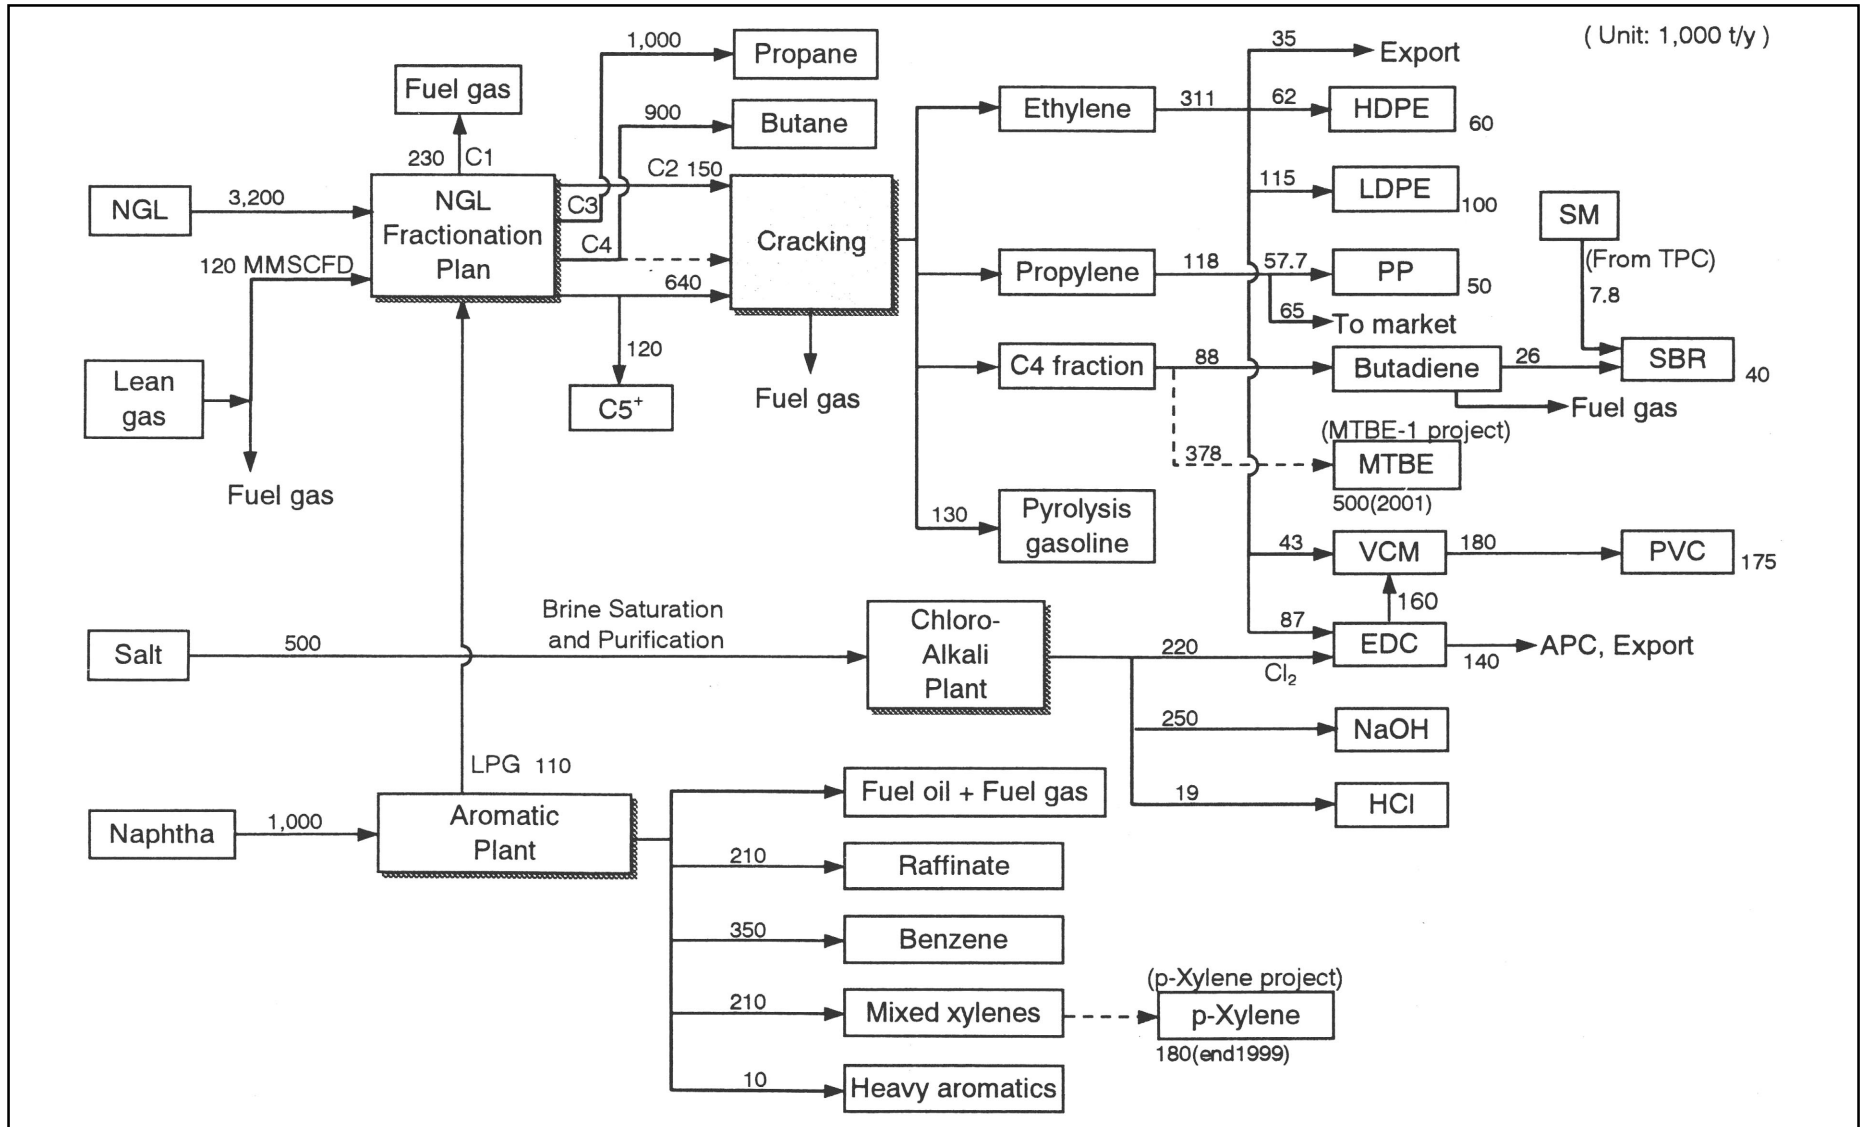 ( Unit: 1,000 t/y )
1,000
Propane
35
Export
Fuel gas
900
Butane
Ethylene
311
62
HDPE
60
230
C1
C2 150
NGL
3,200
NGL
Fractionation
Plan
C3
C4
Cracking
115
LDPE
100
SM
(From TPC)
7.8
120 MMSCFD
640
Propylene
118
57.7
PP
50
65
To market
Lean
gas
120
C5+
Fuel gas
Fuel gas
C4 fraction
88
Butadiene
26
SBR
40
Fuel gas
(MTBE-1 project)
378
MTBE
500(2001)
130
Pyrolysis
gasoline
43
VCM
180
PVC
175
160
Salt
500
Brine Saturation
and Purification
Chloro-
Alkali
Plant
87
EDC
220
Cl₂
140
APC, Export
250
NaOH
19
HCl
LPG 110
Naphtha
1,000
Aromatic
Plant
Fuel oil + Fuel gas
210
Raffinate
350
Benzene
210
Mixed xylenes
(p-Xylene project)
p-Xylene
180(end1999)
10
Heavy aromatics